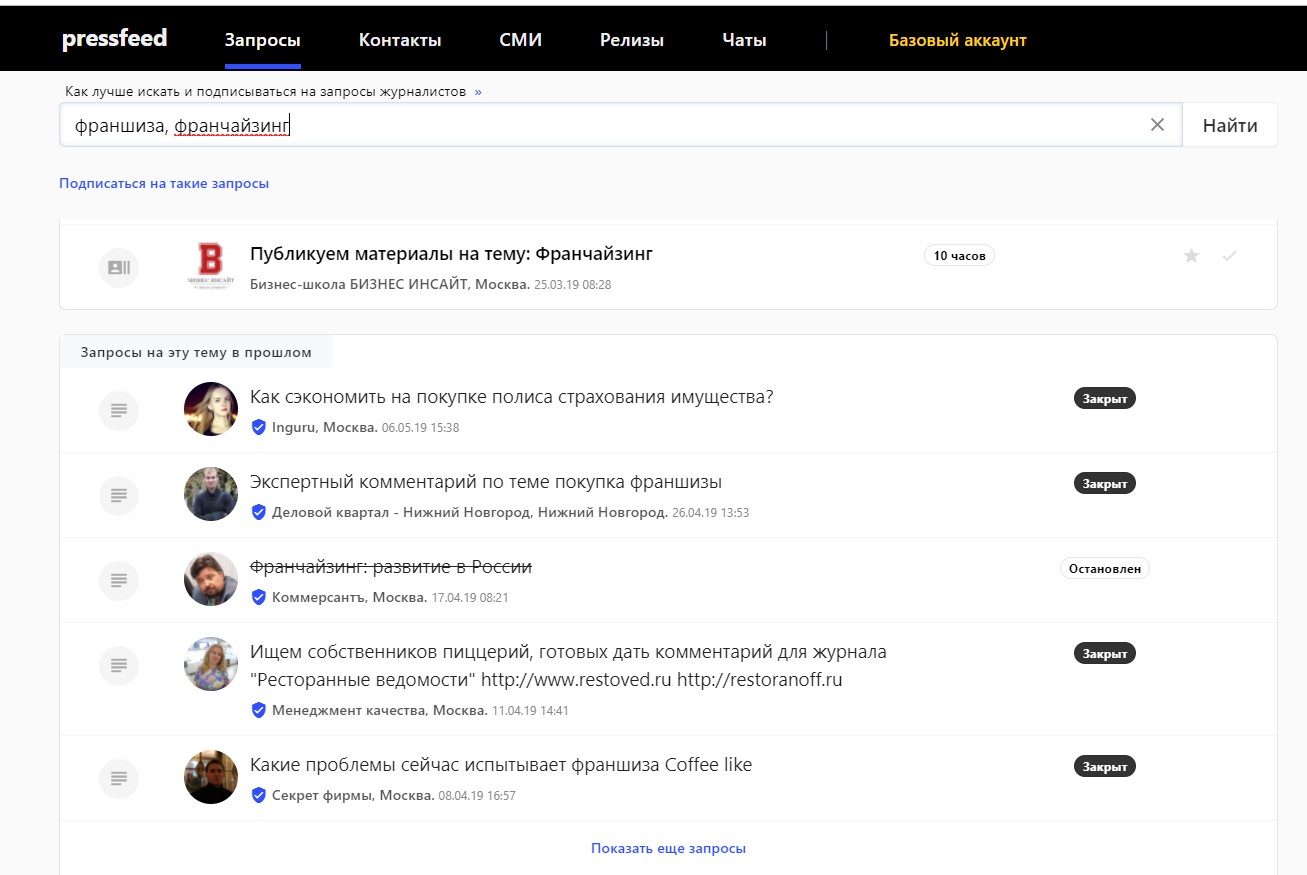 pressfeed Запросы Контакты СМИ Релизы Чаты Базовый аккаунт
Как лучше искать и подписываться на запросы журналистов »
франшиза, франчайзинг Найти
Подписаться на такие запросы
В
БИЗНЕС ИНСАЙТ
Публикуем материалы на тему: Франчайзинг 10 часов
Бизнес-школа БИЗНЕС ИНСАЙТ, Москва. 25.03.19 08:28
Запросы на эту тему в прошлом
Как сэкономить на покупке полиса страхования имущества? Закрыт
Inguru, Москва. 06.05.19 15:38
Экспертный комментарий по теме покупка франшизы Закрыт
Деловой квартал - Нижний Новгород, Нижний Новгород. 26.04.19 13:53
Франчайзинг: развитие в России Остановлен
Коммерсантъ, Москва. 17.04.19 08:21
Ищем собственников пиццерий, готовых дать комментарий для журнала Закрыт
"Ресторанные ведомости" http://www.restoved.ru http://restoranoff.ru
Менеджмент качества, Москва. 11.04.19 14:41
Какие проблемы сейчас испытывает франшиза Coffee like Закрыт
Секрет фирмы, Москва. 08.04.19 16:57
Показать еще запросы